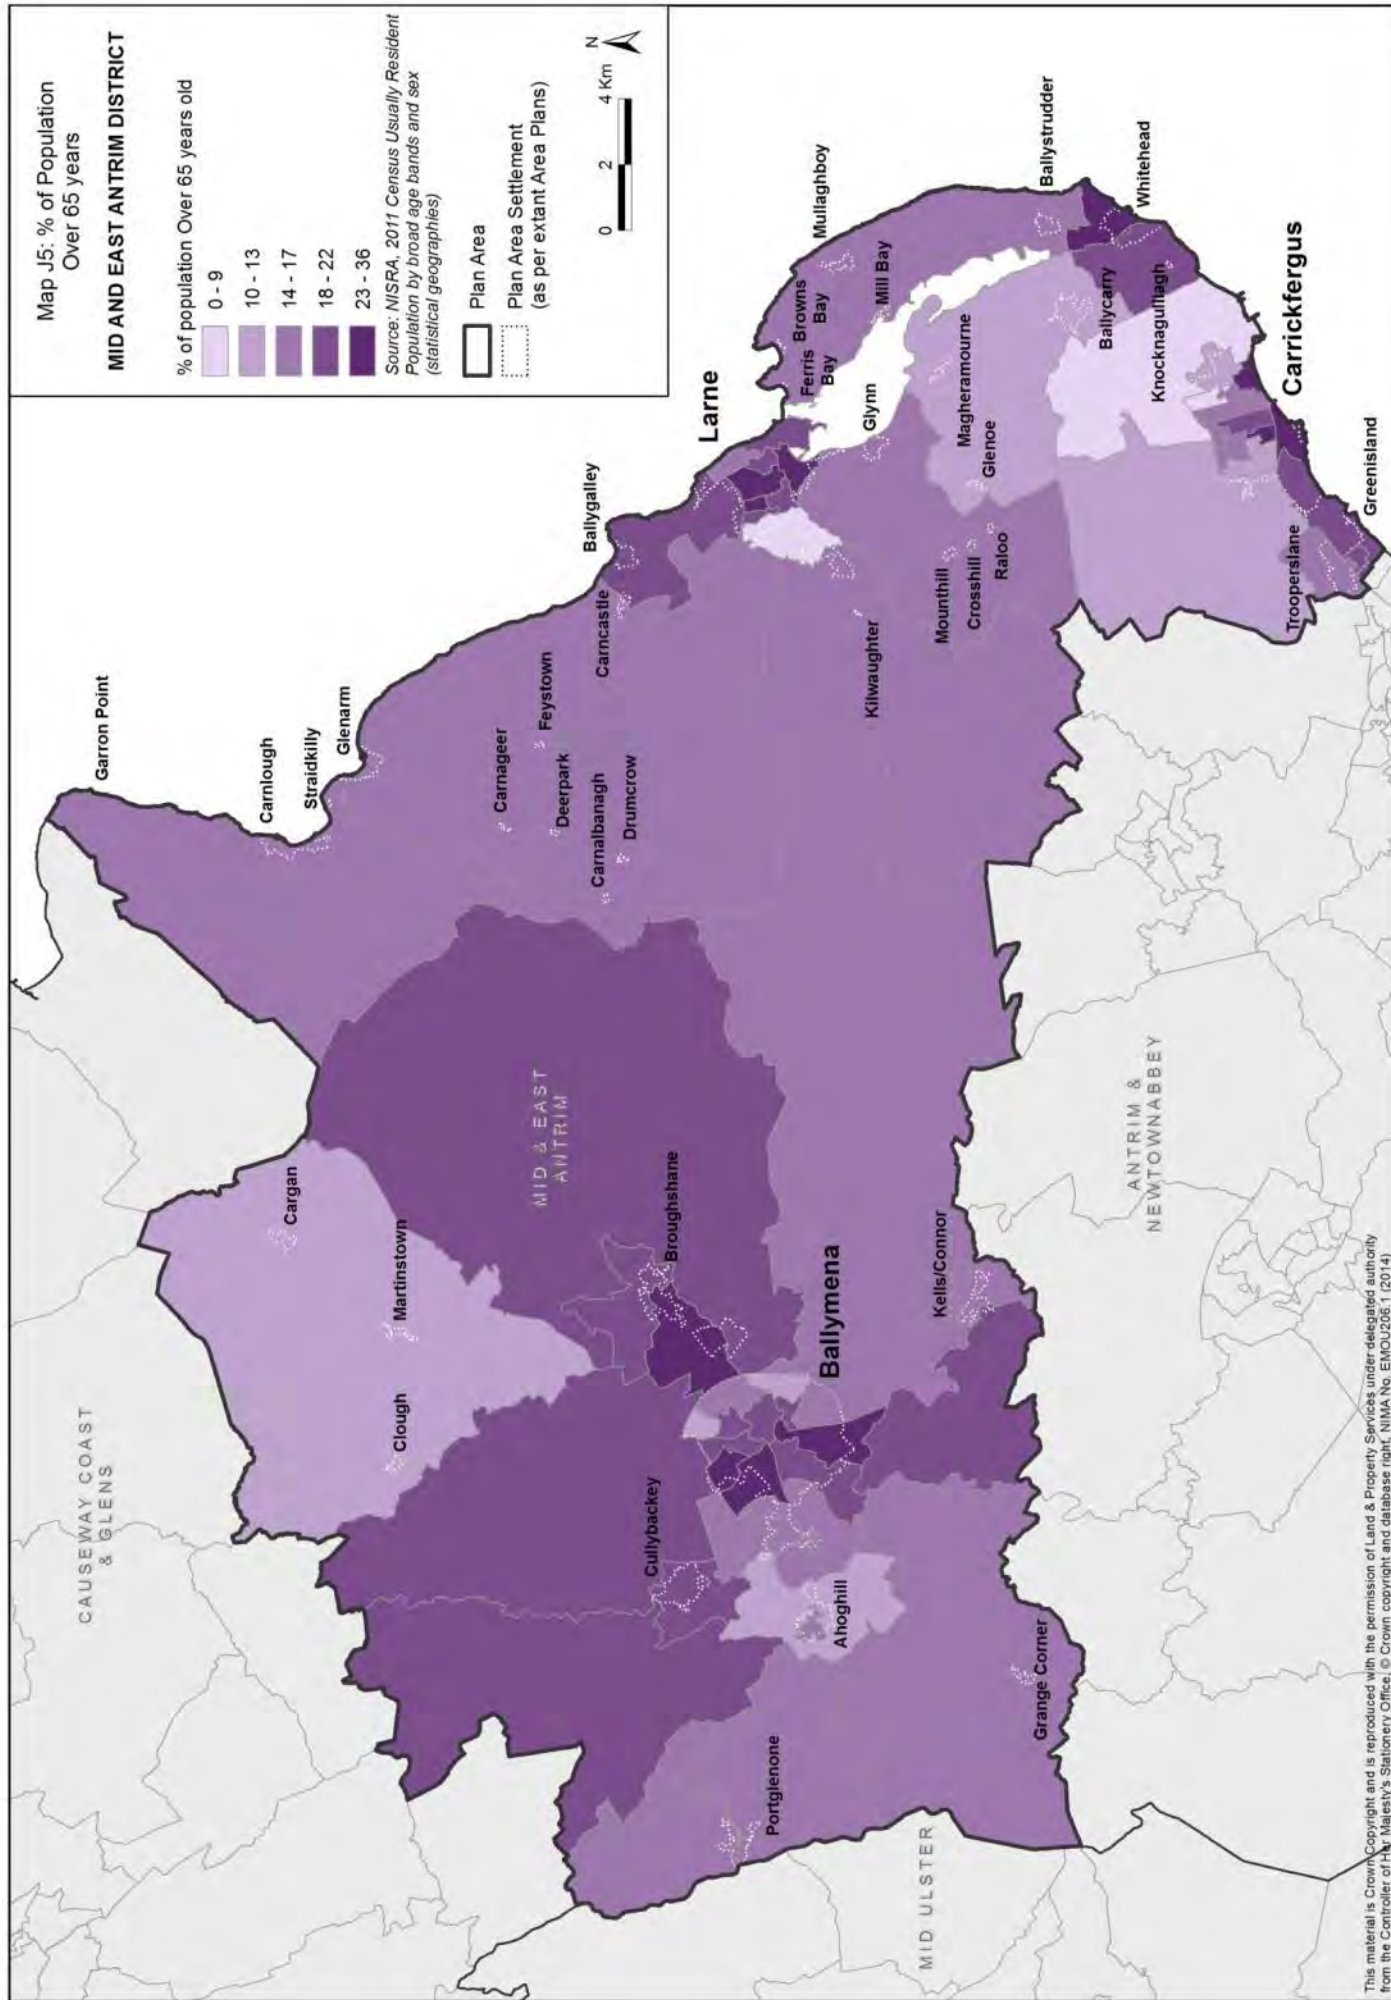 Map J5: % of Population
Over 65 years
MID AND EAST ANTRIM DISTRICT
% of population Over 65 years old
0 - 9
10 - 13
14 - 17
18 - 22
23 - 36
Source: NISRA, 2011 Census Usually Resident
Population by broad age bands and sex
(statistical geographies)
Plan Area
Plan Area Settlement
(as per extant Area Plans)
0 2 4 Km
N
CAUSEWAY COAST
& GLENS
Garron Point
Carnlough
Straidkilly
Glenarm
Cargan
Martinstown
Clough
Carnageer
Feystown
Deerpark
Carnalbanagh
Drumcrow
MID & EAST
ANTRIM
Ballygalley
Carncastle
Broughshane
Cullybackey
Larne
Ballymena
Portglenone
Ahoghill
Ferris
Bay
Browns
Bay
Mullaghboy
Mill Bay
Kilwaughter
Glynn
Kells/Connor
Mounthill
Crosshill
Raloo
Magheramourne
Glenoe
Grange Corner
Ballystrudder
Whitehead
Ballycarry
Knocknagulliagh
Carrickfergus
Trooperslane
Greenisland
MID ULSTER
ANTRIM &
NEWTOWNABBEY
This material is Crown Copyright and is reproduced with the permission of Land & Property Services under delegated authority
from the Controller of Her Majesty's Stationery Office, © Crown copyright and database right, NIMA No. EMOU206.1 (2014)